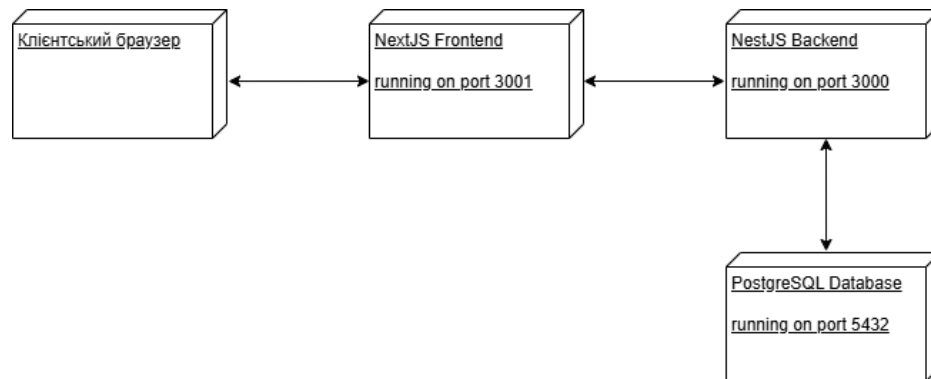 Клієнтський браузер
NextJS Frontend
running on port 3001
NestJS Backend
running on port 3000
PostgreSQL Database
running on port 5432